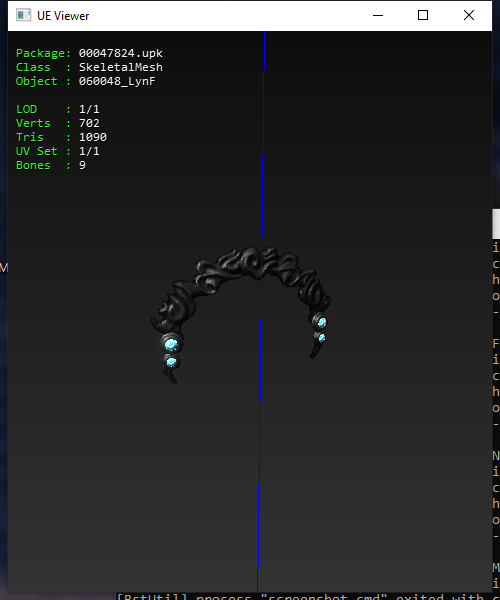 UE Viewer
Package: 00047824.upk
Class : SkeletalMesh
Object : 060048_LynF
LOD : 1/1
Verts : 702
Tris : 1090
UV Set : 1/1
Bones : 9
M
i
c
h
o
-
F
i
c
h
o
-
N
i
c
h
o
-
M
i
[BstUtil] process "screenshot.cmd" exited with c